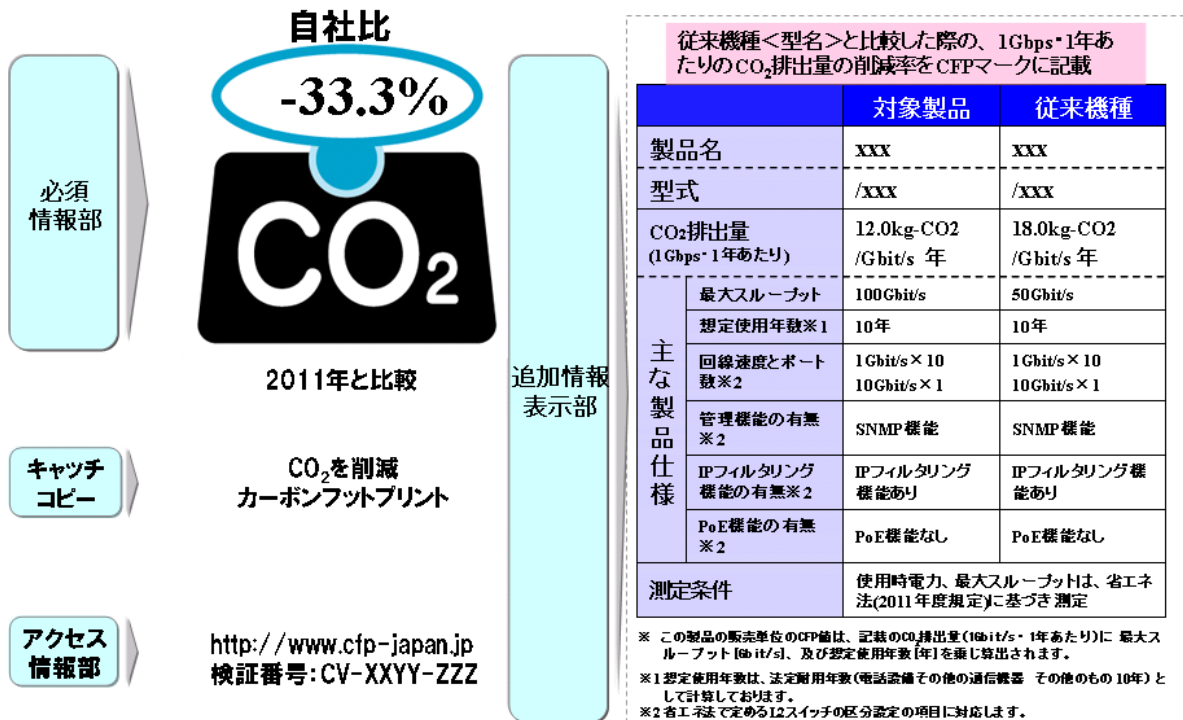 自社比
-33.3%
CO2
2011年と比較
必須
情報部
キャッチ
コピー
CO₂を削減
カーボンフットプリント
アクセス
情報部
http://www.cfp-japan.jp
検証番号:CV-XXYY-ZZZ
追加情報
表示部
従来機種<型名>と比較した際の、1Gbps・1年あ
たりのCO₂排出量の削減率をCFPマークに記載
対象製品 従来機種
製品名 xxx xxx
型式 /xxx /xxx
CO₂排出量 12.0kg-CO2 18.0kg-CO2
(1Gbps・1年あたり) /Gbit/s 年 /Gbit/s 年
主な製品仕様
最大スループット 100Gbit/s 50Gbit/s
想定使用年数※1 10年 10年
回線速度とポート 1Gbit/s×10 1Gbit/s×10
数※2 10Gbit/s×1 10Gbit/s×1
管理機能の有無 SNMP機能 SNMP機能
※2
IPフィルタリング IPフィルタリング IPフィルタリング機
機能の有無※2 機能あり 能あり
PoE機能の有無 PoE機能なし PoE機能なし
※2
測定条件 使用時電力、最大スループットは、省エネ
法(2011年度規定)に基づき測定
※ この製品の販売単位のCFP値は、記載のCO₂排出量(1Gbit/s・1年あたり)に 最大ス
ループット[Gbit/s]、及び想定使用年数[年]を乗じ算出されます。
※1 想定使用年数は、法定耐用年数(電話設備その他の通信機器 その他のもの 10年) と
して計算しております。
※2 省エネ法で定めるL2スイッチの区分設定の項目に対応します。